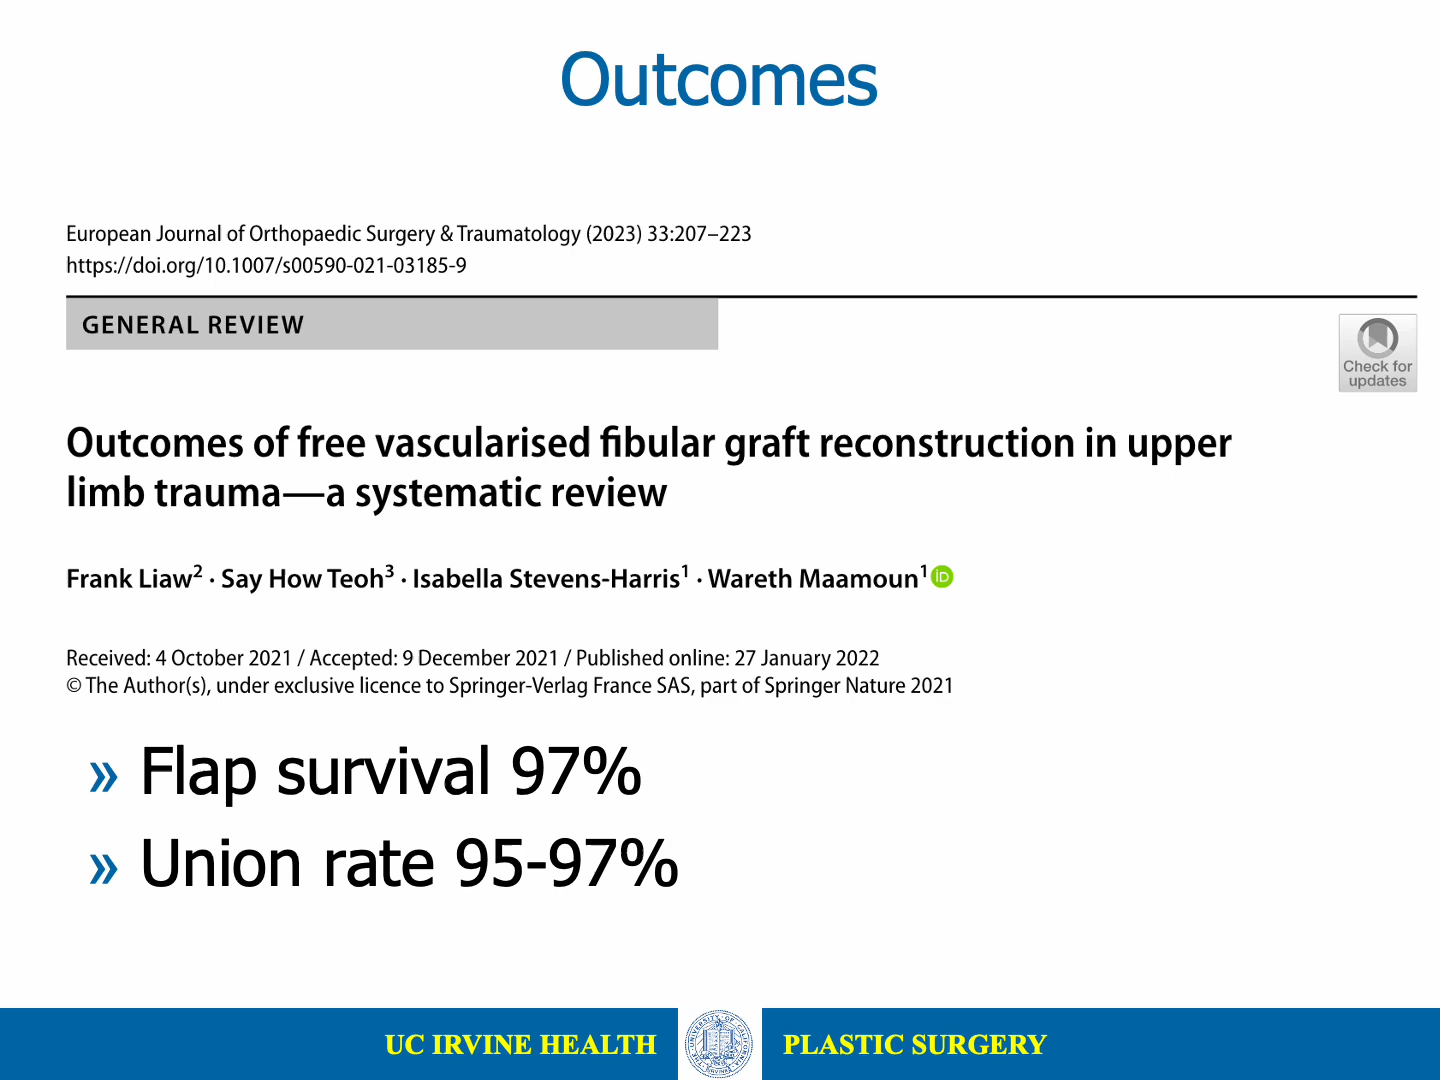 Outcomes
European Journal of Orthopaedic Surgery & Traumatology (2023) 33:207–223
https://doi.org/10.1007/s00590-021-03185-9
GENERAL REVIEW
Check for
updates
Outcomes of free vascularised fibular graft reconstruction in upper
limb trauma—a systematic review
Frank Liaw2 · Say How Teoh3 · Isabella Stevens-Harris1 · Wareth Maamoun1 iD
Received: 4 October 2021 / Accepted: 9 December 2021 / Published online: 27 January 2022
© The Author(s), under exclusive licence to Springer-Verlag France SAS, part of Springer Nature 2021
» Flap survival 97%
» Union rate 95-97%
UC IRVINE HEALTH PLASTIC SURGERY